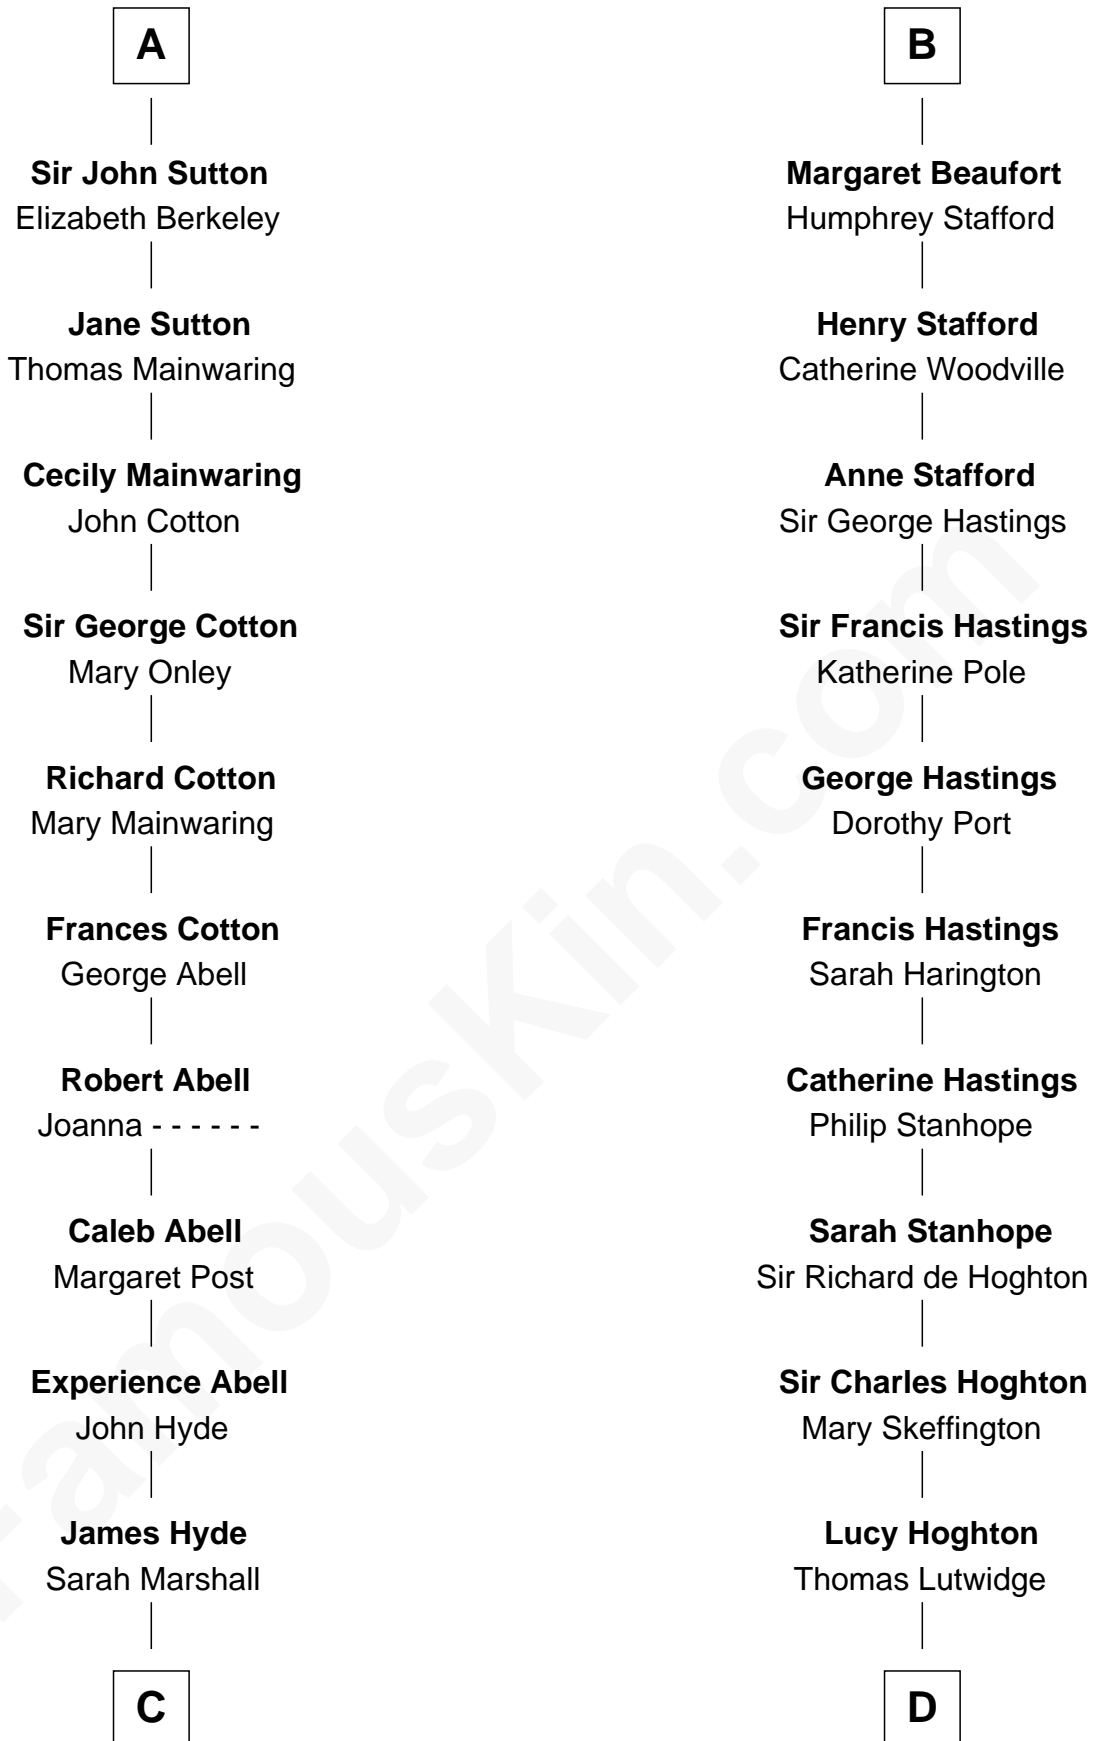 A
Sir John Sutton
Elizabeth Berkeley
Jane Sutton
Thomas Mainwaring
Cecily Mainwaring
John Cotton
Sir George Cotton
Mary Onley
Richard Cotton
Mary Mainwaring
Frances Cotton
George Abell
Robert Abell
Joanna - - - - - -
Caleb Abell
Margaret Post
Experience Abell
John Hyde
James Hyde
Sarah Marshall
C
B
Margaret Beaufort
Humphrey Stafford
Henry Stafford
Catherine Woodville
Anne Stafford
Sir George Hastings
Sir Francis Hastings
Katherine Pole
George Hastings
Dorothy Port
Francis Hastings
Sarah Harington
Catherine Hastings
Philip Stanhope
Sarah Stanhope
Sir Richard de Hoghton
Sir Charles Hoghton
Mary Skeffington
Lucy Hoghton
Thomas Lutwidge
D
FamousKin.com